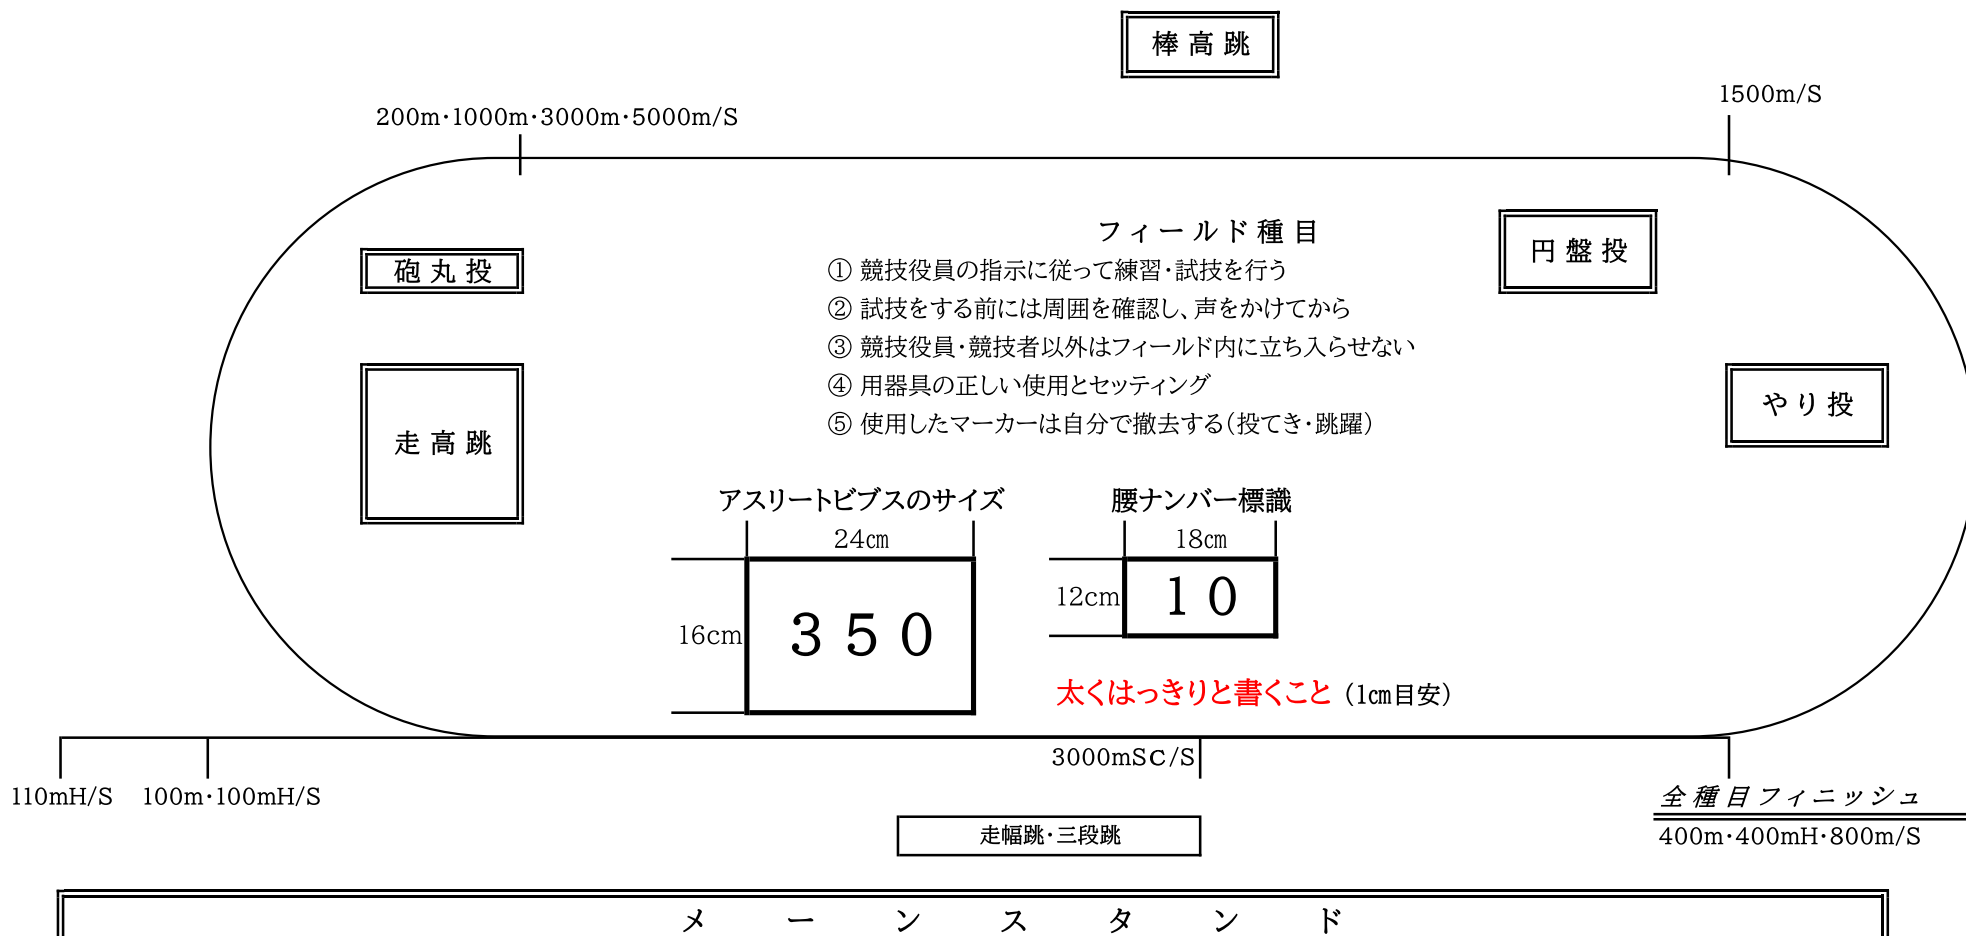 棒高跳
1500m/S
200m・1000m・3000m・5000m/S
フィールド種目
円盤投
砲丸投
① 競技役員の指示に従って練習・試技を行う
② 試技をする前には周囲を確認し、声をかけてから
③ 競技役員・競技者以外はフィールド内に立ち入らせない
④ 用器具の正しい使用とセッティング
⑤ 使用したマーカーは自分で撤去する（投てき・跳躍）
やり投
走高跳
アスリートビブスのサイズ
腰ナンバー標識
24㎝
18㎝
12cm
１０
16cm
３５０
太くはっきりと書くこと（1㎝目安）
3000mSC/S
110mH/S
100m・100mH/S
全種目フィニッシュ
400m・400mH・800m/S
走幅跳・三段跳
メーンスタンド